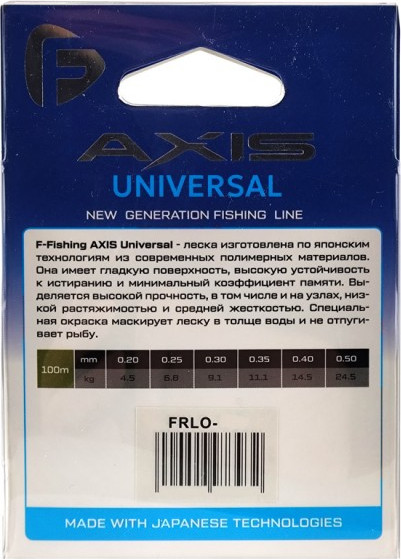 F
AXIS
UNIVERSAL
NEW GENERATION FISHING LINE
F-Fishing AXIS Universal - леска изготовлена по японским
технологиям из современных полимерных материалов.
Она имеет гладкую поверхность, высокую устойчивость
к истиранию и минимальный коэффициент памяти. Вы-
деляется высокой прочность, в том числе и на узлах, низ-
кой растяжимостью и средней жесткостью. Специаль-
ная окраска маскирует леску в толще воды и не отпуги-
вает рыбу.
100m mm 0.20 0.25 0.30 0.35 0.40 0.50
kg 4.5 6.8 9.1 11.1 14.5 24.5
FRLO-
MADE WITH JAPANESE TECHNOLOGIES